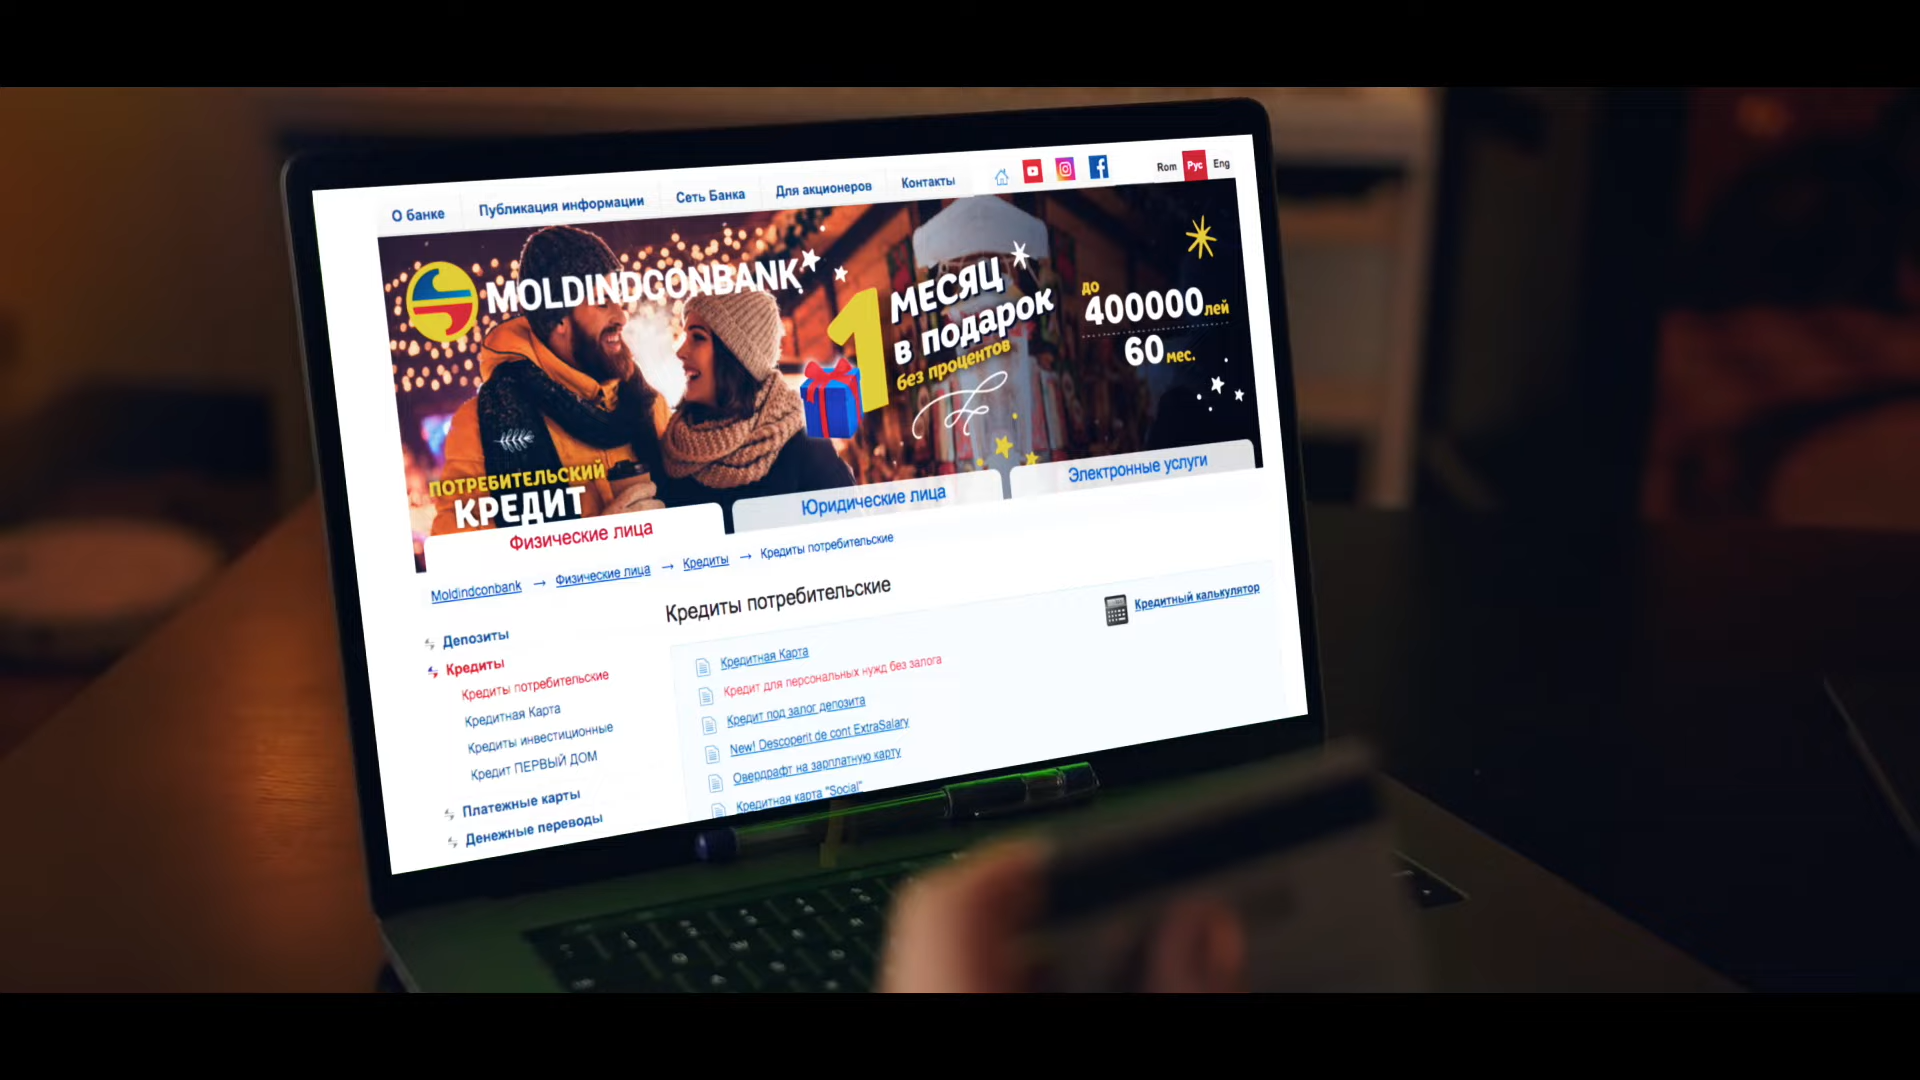 О банке
Публикация информации
Сеть Банка
Для акционеров
Контакты
Rom
Рус
Eng
MOLDINDCONBANK
1 МЕСЯЦ
в подарок
без процентов
до
400000 лей
60 мес.
ПОТРЕБИТЕЛЬСКИЙ
КРЕДИТ
Физические лица
Юридические лица
Электронные услуги
Moldindconbank → Физические лица → Кредиты → Кредиты потребительские
Кредиты потребительские
Кредитный калькулятор
Депозиты
Кредиты
Кредиты потребительские
Кредитная Карта
Кредиты инвестиционные
Кредит ПЕРВЫЙ ДОМ
Платежные карты
Денежные переводы
Кредитная Карта
Кредит для персональных нужд без залога
Кредит под залог депозита
New! Descoperit de cont ExtraSalary
Овердрафт на зарплатную карту
Кредитная карта "Social"